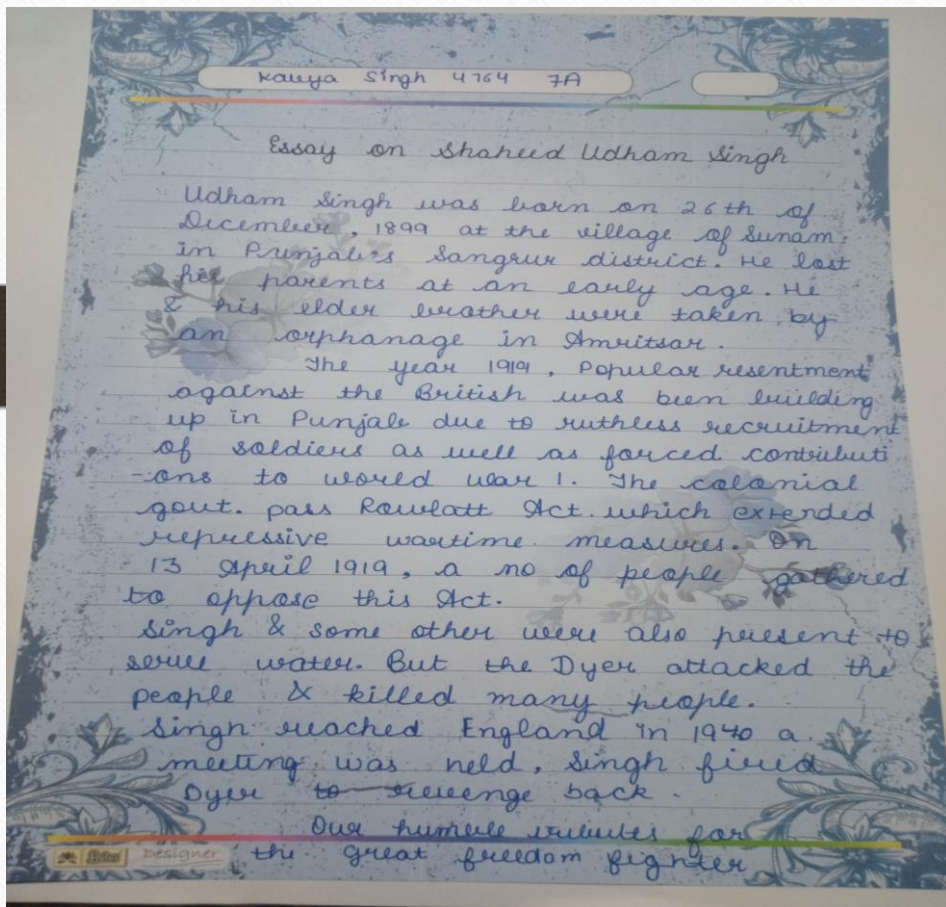 Kavya Singh 4764 7A
Essay on Shaheed Udham Singh
Udham Singh was born on 26th of
December, 1899 at the village of Sunam
in Punjab's Sangrur district. He lost
his parents at an early age. He
& his elder brother were taken by
an orphanage in Amritsar.
The year 1919, Popular resentment
against the British was been building
up in Punjab due to ruthless recruitment
of soldiers as well as forced contributi
-ons to world war 1. The colonial
govt. pass Rowlatt Act. which extended
repressive wartime measures. On
13 April 1919, a no of people gathered
to oppose this Act.
Singh & some other were also present to
serve water. But the Dyer attacked the
people & killed many people.
Singh reached England in 1940 a
meeting was held, Singh fired
Dyer to revenge back.
Our humble tributes for
Designer the great freedom fighter